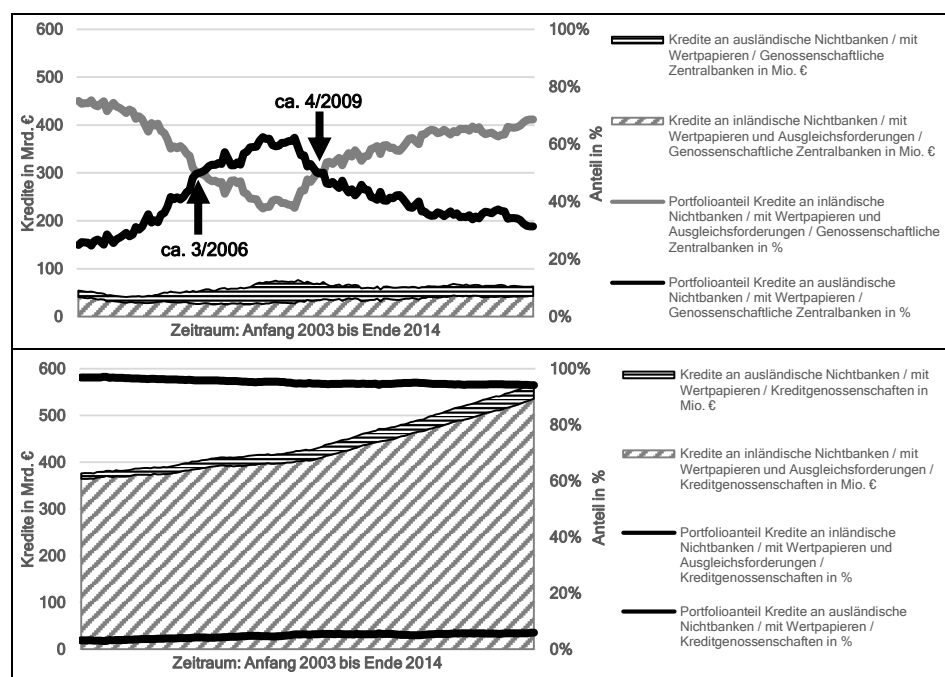 600
500
400
300
200
100
0
Kredite in Mrd. €
100%
80%
60%
40%
20%
0%
Anteil in %
ca. 3/2006
ca. 4/2009
Zeitraum: Anfang 2003 bis Ende 2014
Kredite an ausländische Nichtbanken / mit
Wertpapieren / Genossenschaftliche
Zentralbanken in Mio. €
Kredite an inländische Nichtbanken / mit
Wertpapieren und Ausgleichsforderungen /
Genossenschaftliche Zentralbanken in Mio. €
Portfolioanteil Kredite an inländische
Nichtbanken / mit Wertpapieren und
Ausgleichsforderungen / Genossenschaftliche
Zentralbanken in %
Portfolioanteil Kredite an ausländische
Nichtbanken / mit Wertpapieren /
Genossenschaftliche Zentralbanken in %
600
500
400
300
200
100
0
Kredite in Mrd. €
100%
80%
60%
40%
20%
0%
Anteil in %
Zeitraum: Anfang 2003 bis Ende 2014
Kredite an ausländische Nichtbanken / mit
Wertpapieren / Kreditgenossenschaften in
Mio. €
Kredite an inländische Nichtbanken / mit
Wertpapieren und Ausgleichsforderungen /
Kreditgenossenschaften in Mio. €
Portfolioanteil Kredite an inländische
Nichtbanken / mit Wertpapieren und
Ausgleichsforderungen /
Kreditgenossenschaften in %
Portfolioanteil Kredite an ausländische
Nichtbanken / mit Wertpapieren /
Kreditgenossenschaften in %